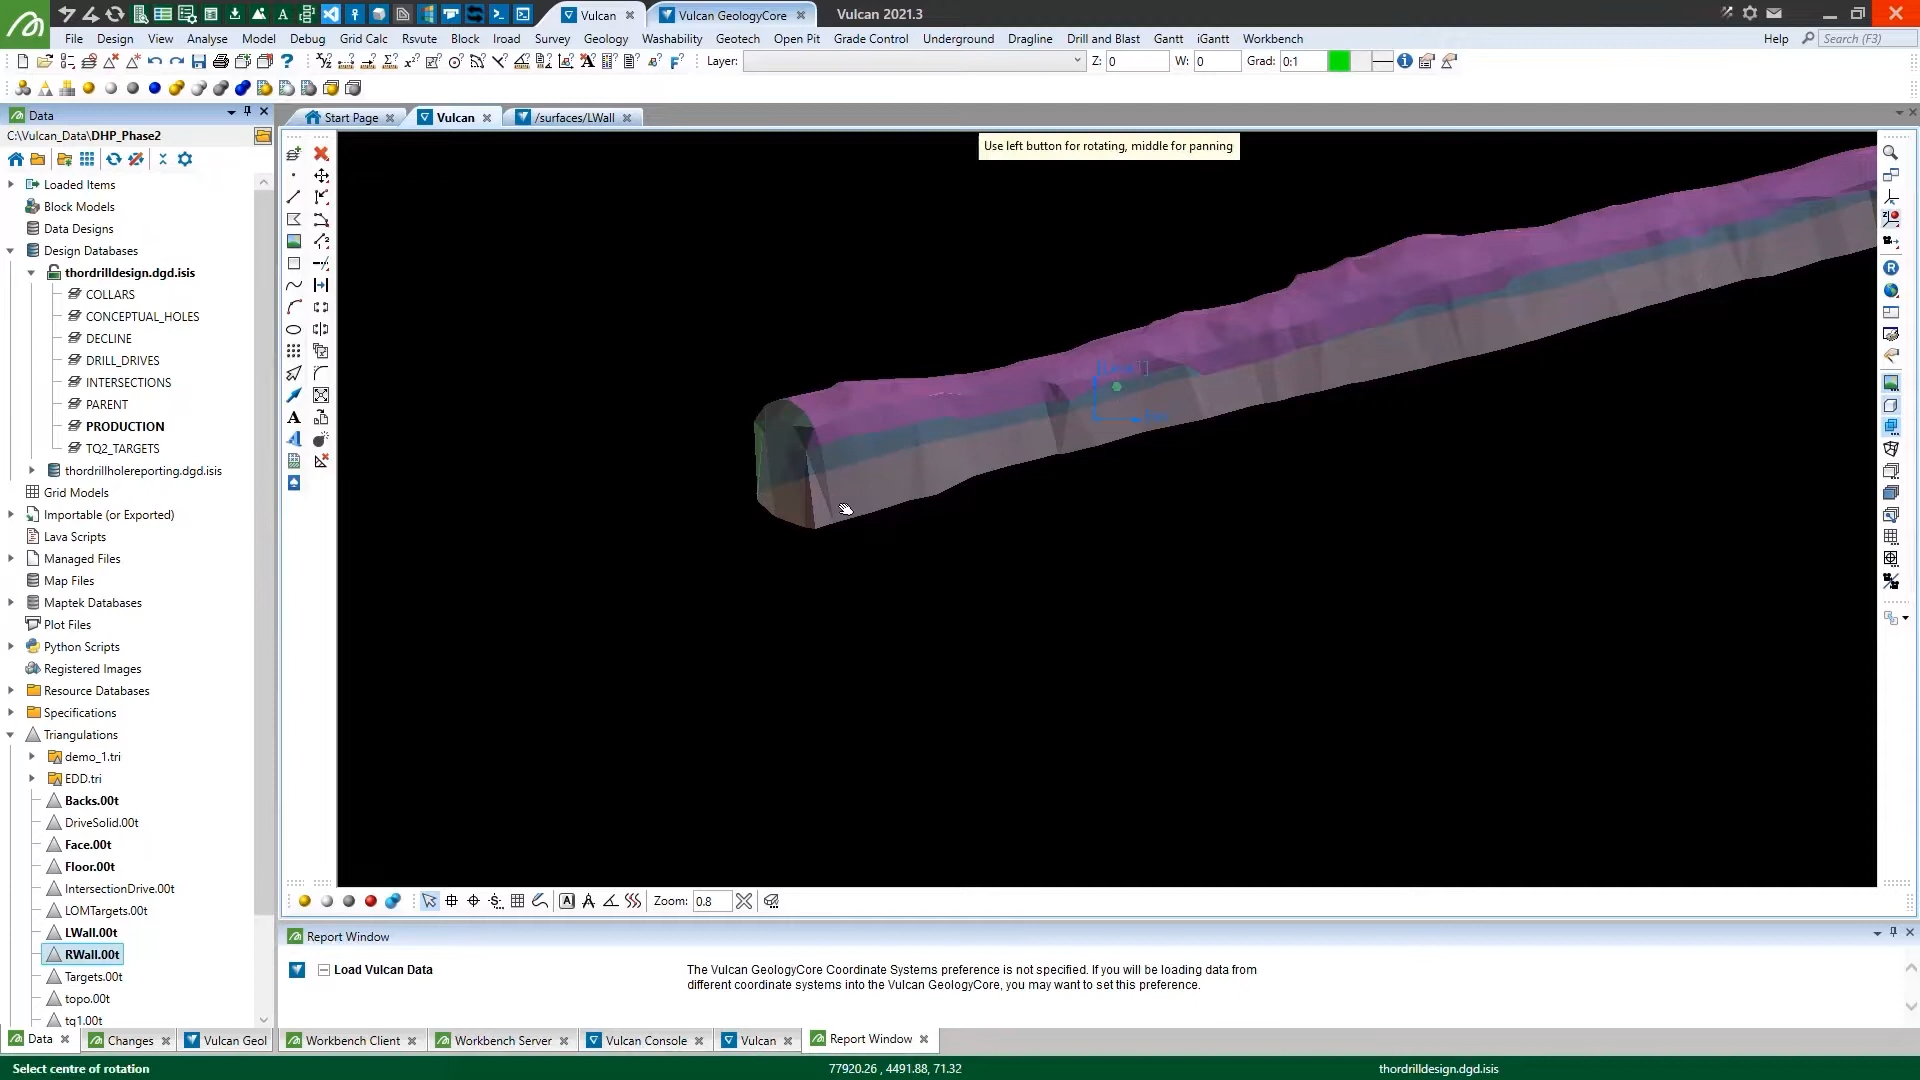 Vulcan
Vulcan GeologyCore
Vulcan 2021.3
File Design View Analyse Model Debug Grid Calc Rsvute Block Iroad Survey Geology Washability Geotech Open Pit Grade Control Underground Dragline Drill and Blast Gantt iGantt Workbench
Help Search (F3)
Layer: Z: 0 W: 0 Grad: 0:1
Data
C:\Vulcan_Data\DHP_Phase2
Start Page
Vulcan
/surfaces/LWall
Use left button for rotating, middle for panning
Loaded Items
Block Models
Data Designs
Design Databases
thordrilldesign.dgd.isis
COLLARS
CONCEPTUAL_HOLES
DECLINE
DRILL_DRIVES
INTERSECTIONS
PARENT
PRODUCTION
TQ2_TARGETS
thordrillholereporting.dgd.isis
Grid Models
Importable (or Exported)
Lava Scripts
Managed Files
Map Files
Maptek Databases
Plot Files
Python Scripts
Registered Images
Resource Databases
Specifications
Triangulations
demo_1.tri
EDD.tri
Backs.00t
DriveSolid.00t
Face.00t
Floor.00t
IntersectionDrive.00t
LOMTargets.00t
LWall.00t
RWall.00t
Targets.00t
topo.00t
tq1.00t
Zoom: 0.8
Report Window
Load Vulcan Data
The Vulcan GeologyCore Coordinate Systems preference is not specified. If you will be loading data from
different coordinate systems into the Vulcan GeologyCore, you may want to set this preference.
Data
Changes
Vulcan Geol
Workbench Client
Workbench Server
Vulcan Console
Vulcan
Report Window
Select centre of rotation
77920.26 , 4491.88, 71.32
thordrilldesign.dgd.isis